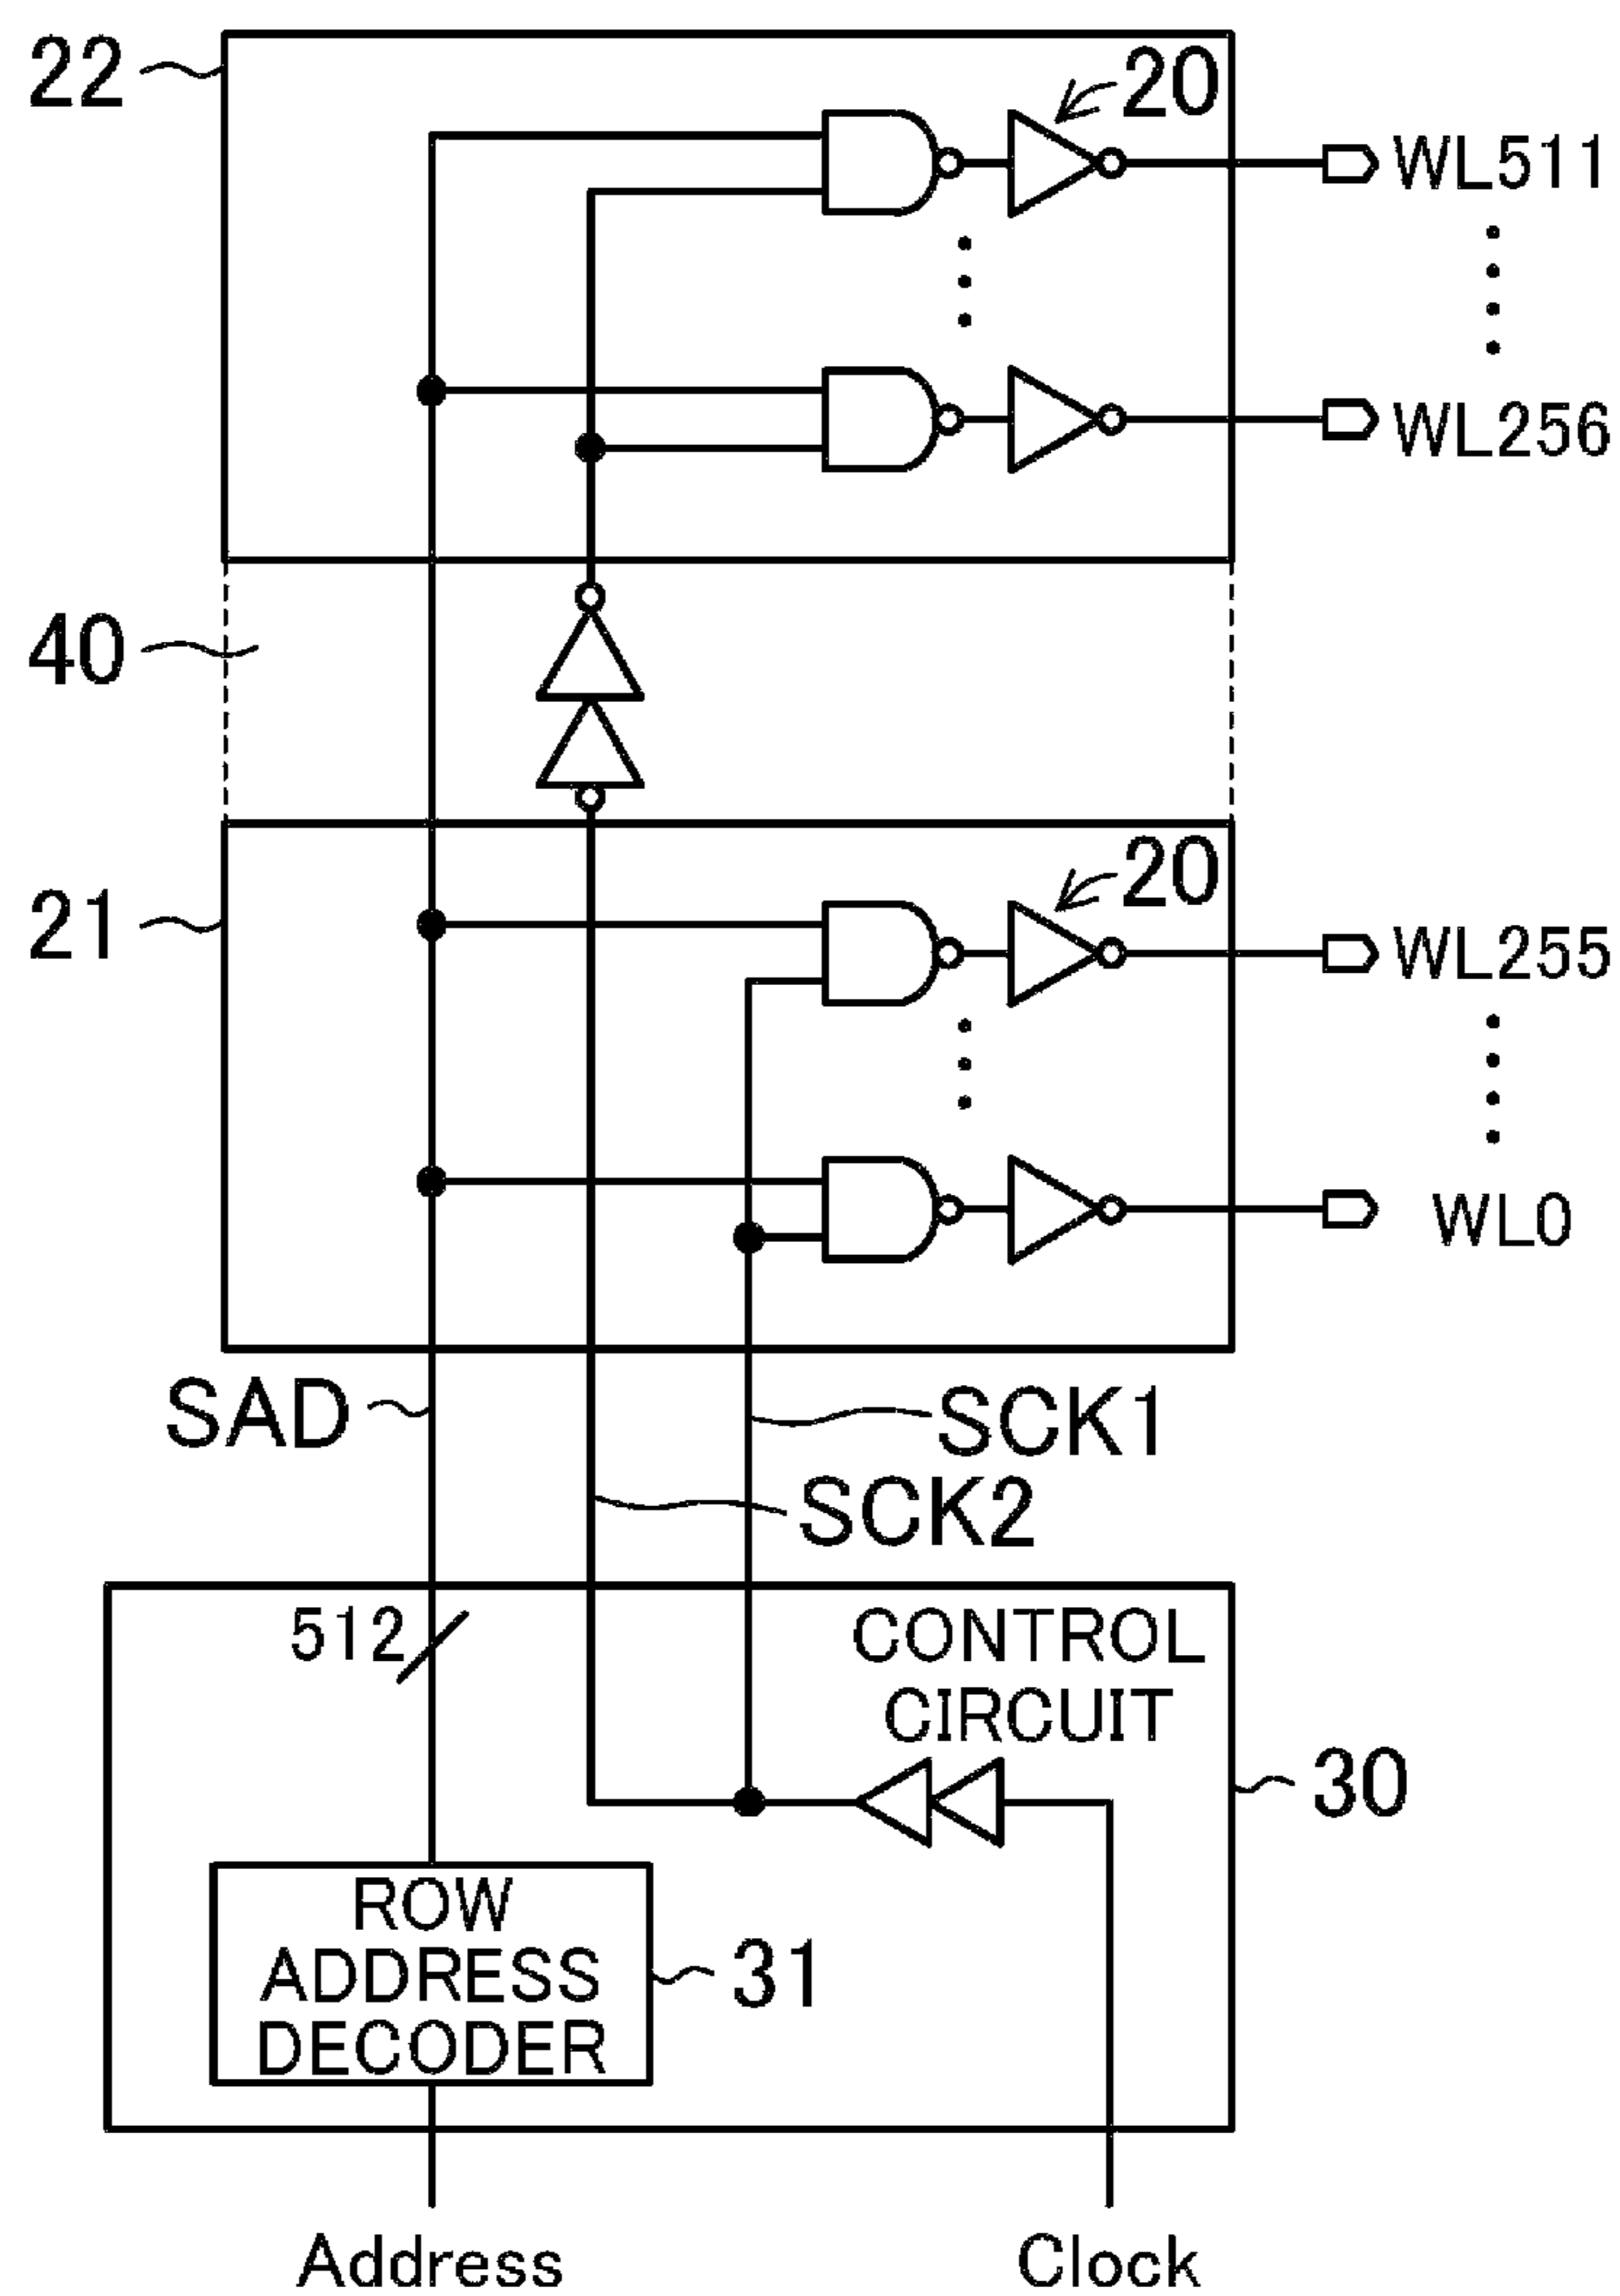 22
20
WL511
WL256
40
21
20
WL255
WL0
SAD
SCK1
SCK2
512
CONTROL
CIRCUIT
30
ROW
ADDRESS
DECODER
31
Address
Clock